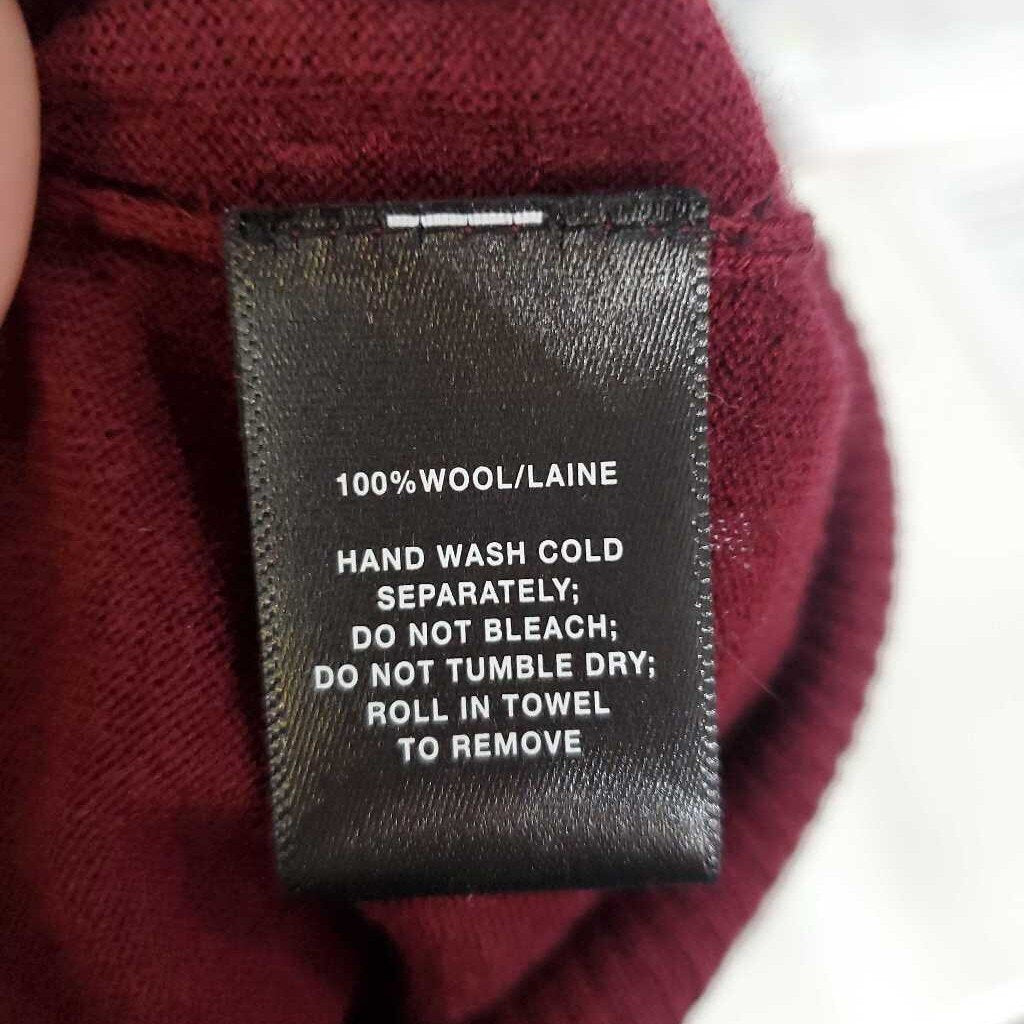 100%WOOL/LAINE
HAND WASH COLD
SEPARATELY;
DO NOT BLEACH;
DO NOT TUMBLE DRY;
ROLL IN TOWEL
TO REMOVE